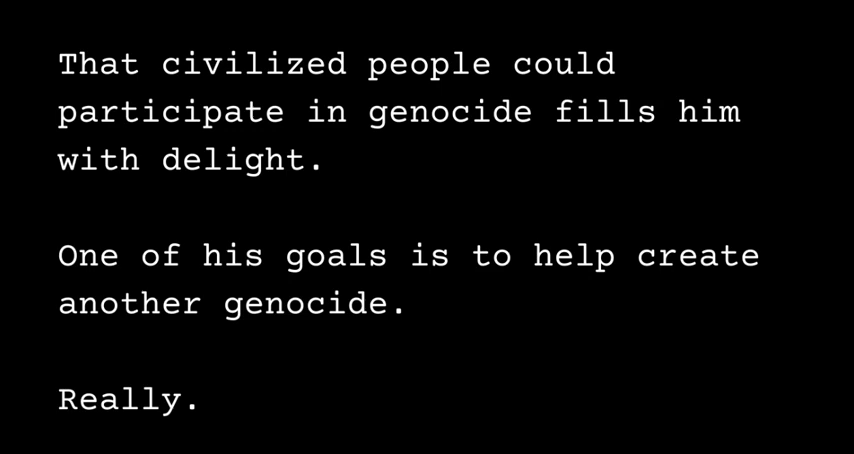 That civilized people could
participate in genocide fills him
with delight.
One of his goals is to help create
another genocide.
Really.